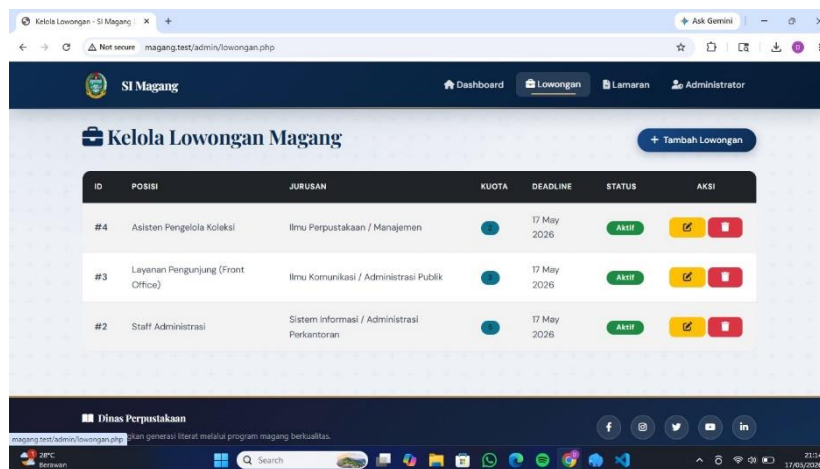 Kelola Lowongan - SI Magang
Ask Gemini
Not secure magang.test/admin/lowongan.php
SI Magang
Dashboard
Lowongan
Lamaran
Administrator
Kelola Lowongan Magang
+ Tambah Lowongan
ID POSISI JURUSAN KUOTA DEADLINE STATUS AKSI
#4 Asisten Pengelola Koleksi Ilmu Perpustakaan / Manajemen 17 May
2026
Aktif
#3 Layanan Pengunjung (Front
Office)
Ilmu Komunikasi / Administrasi Publik 17 May
2026
Aktif
#2 Staff Administrasi Sistem Informasi / Administrasi
Perkantoran
17 May
2026
Aktif
Dinas Perpustakaan
generasi literat melalui program magang berkualitas.
magang.test/admin/lowongan.php
28°C
Berawan
Search
17/05/2026